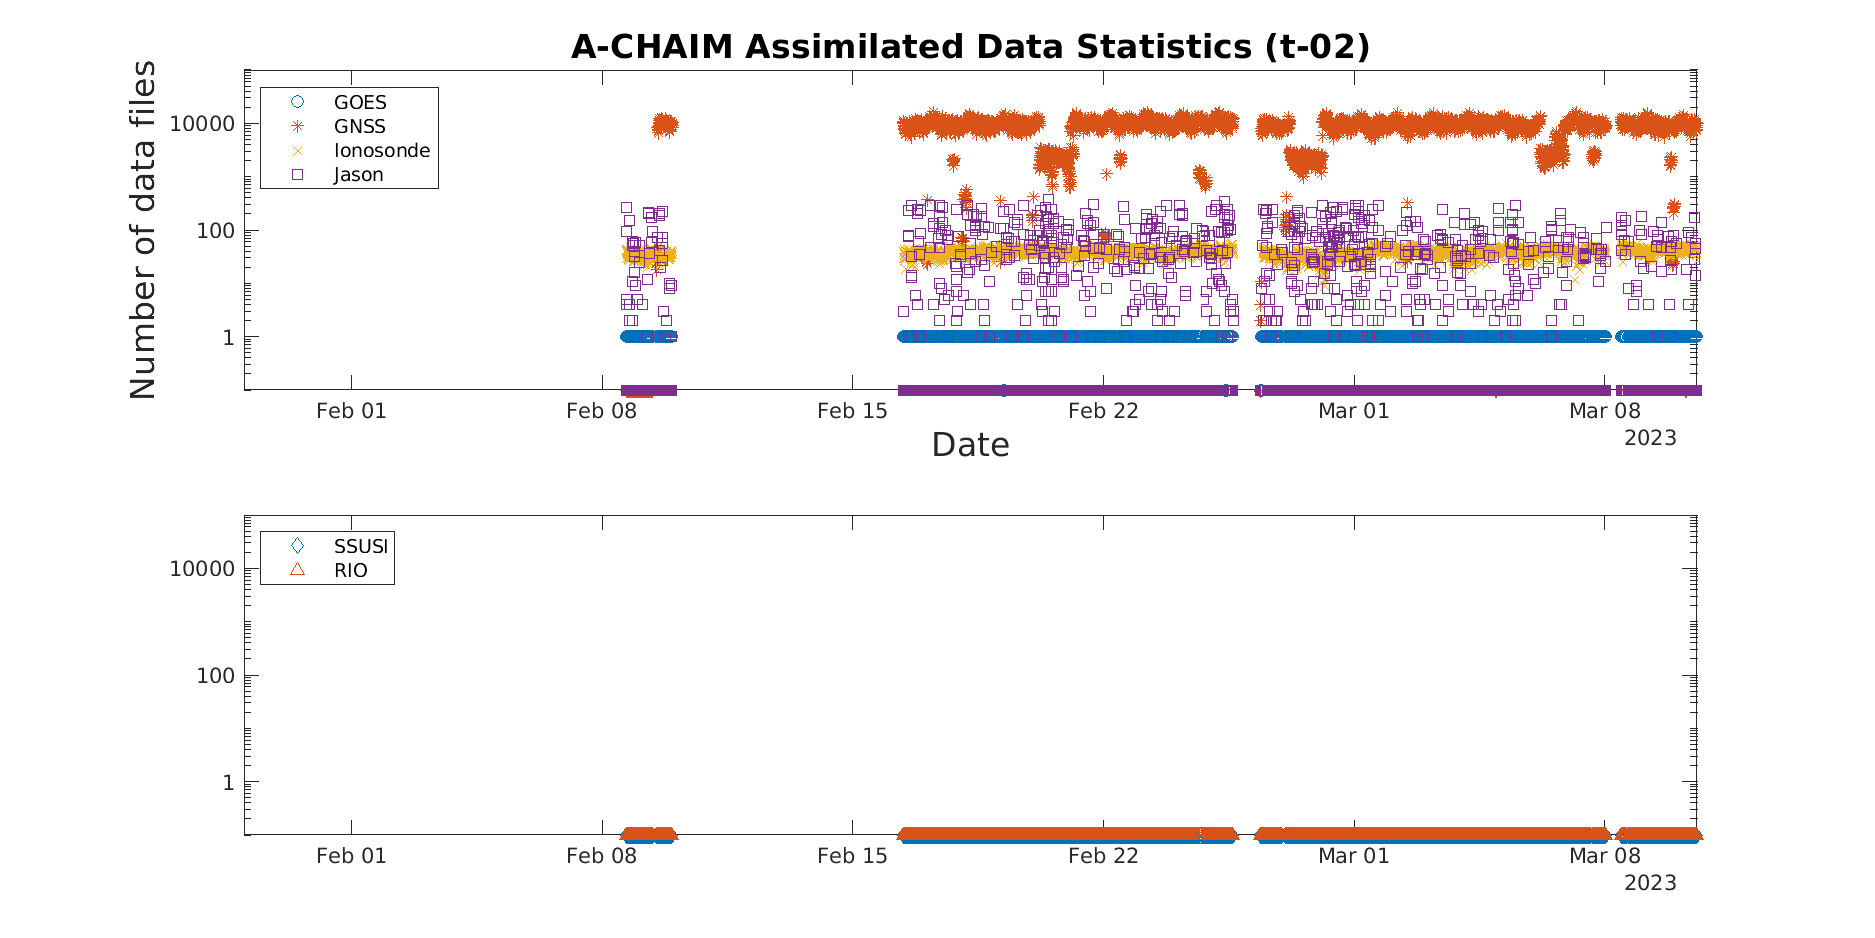 A-CHAIM Assimilated Data Statistics (t-02)
Number of data files
10000
100
1
GOES
GNSS
Ionosonde
Jason
Feb 01
Feb 08
Feb 15
Feb 22
Mar 01
Mar 08
2023
Date
10000
100
1
SSUSI
RIO
Feb 01
Feb 08
Feb 15
Feb 22
Mar 01
Mar 08
2023